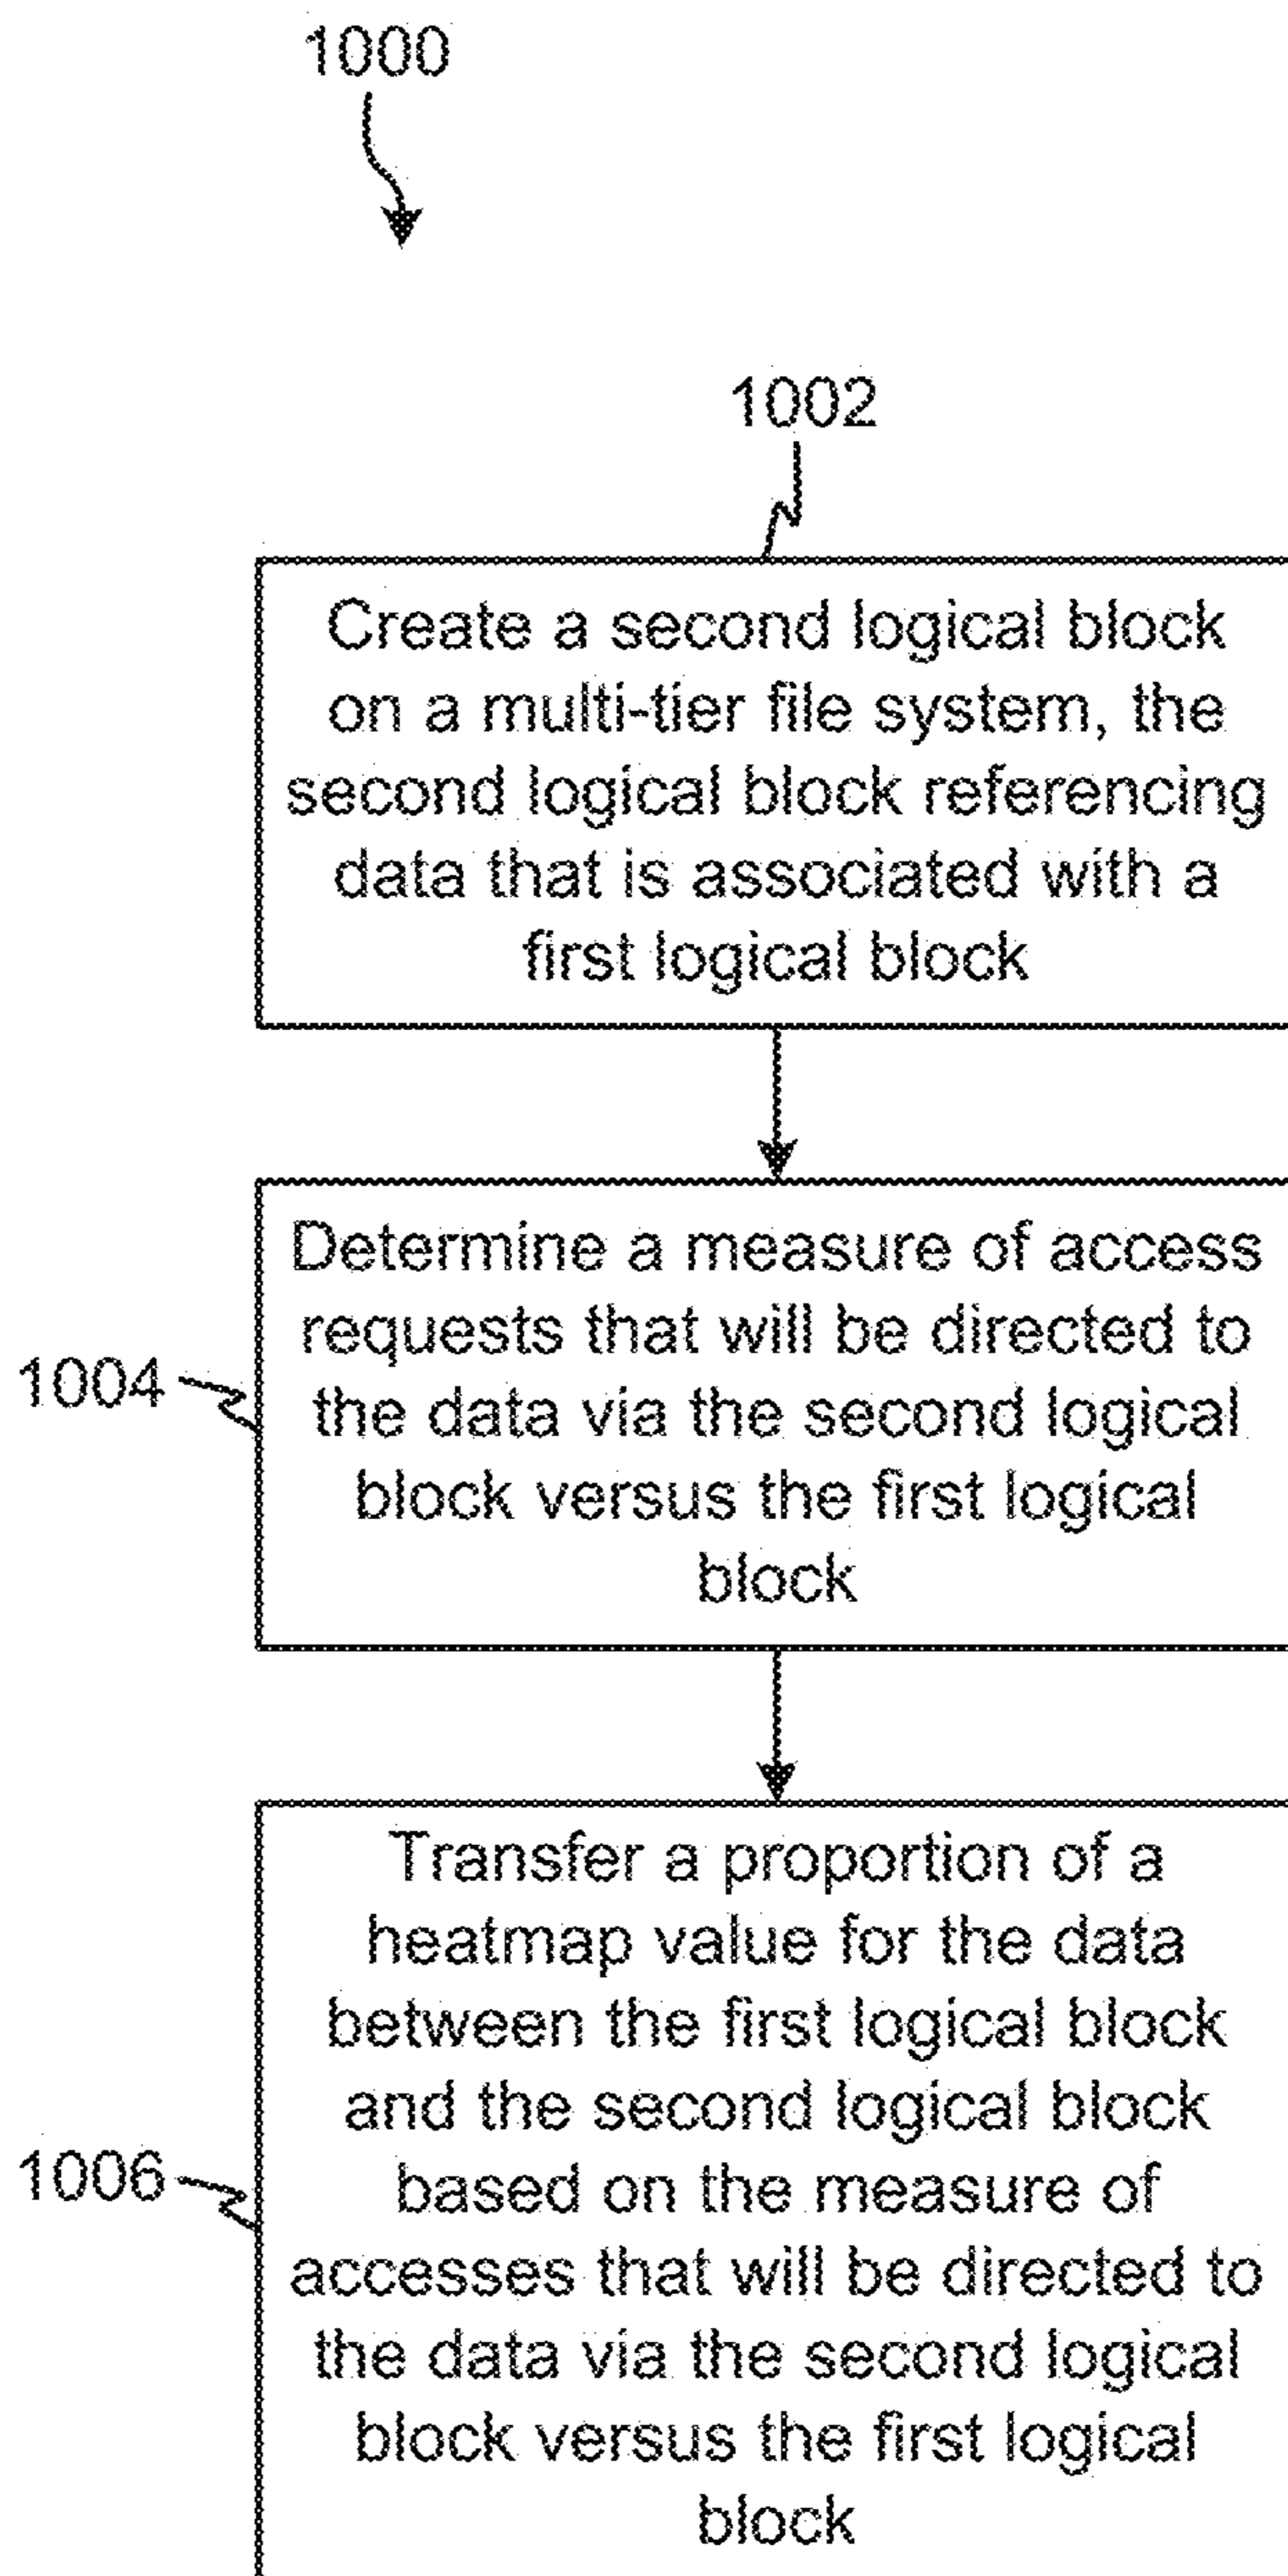 1000
1002
Create a second logical block
on a multi-tier file system, the
second logical block referencing
data that is associated with a
first logical block
Determine a measure of access
requests that will be directed to
the data via the second logical
block versus the first logical
block
1004
Transfer a proportion of a
heatmap value for the data
between the first logical block
and the second logical block
based on the measure of
accesses that will be directed to
the data via the second logical
block versus the first logical
block
1006